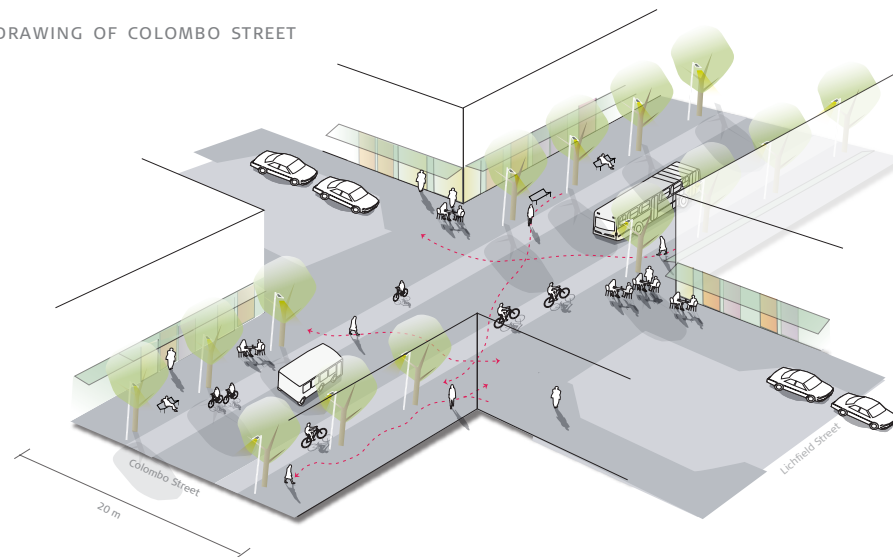 DRAWING OF COLOMBO STREET
Colombo Street
20 m
Lichfield Street